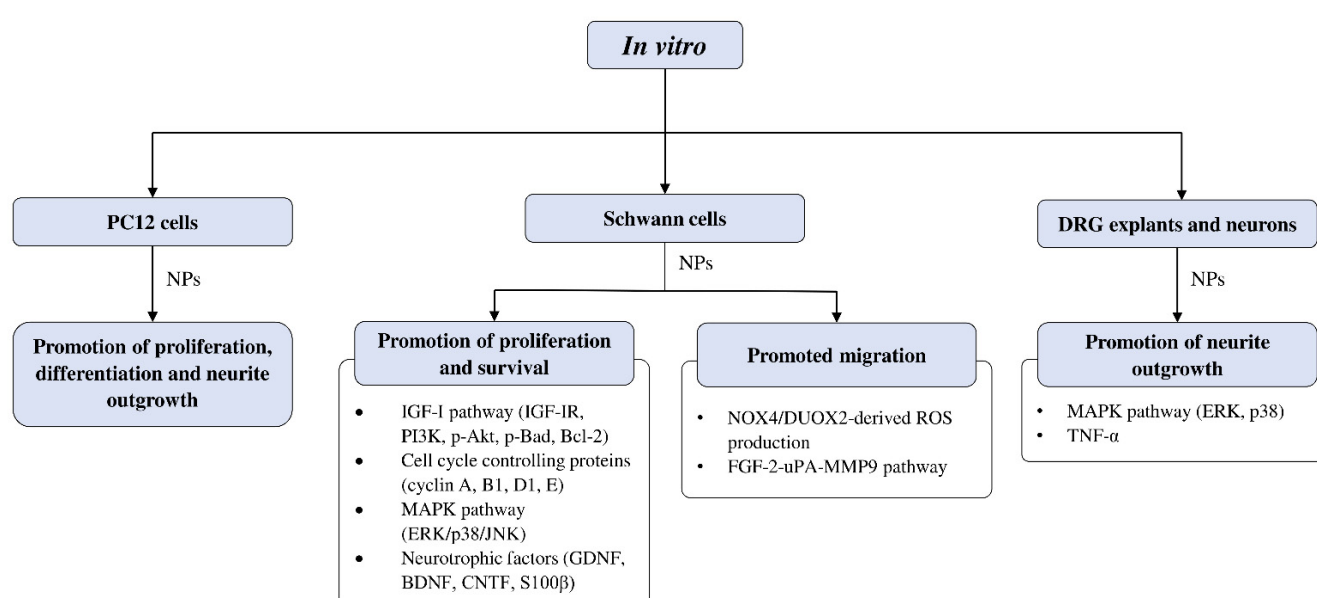 In vitro
PC12 cells
Schwann cells
DRG explants and neurons
NPs
NPs
NPs
Promotion of proliferation,
differentiation and neurite
outgrowth
Promotion of proliferation
and survival
IGF-I pathway (IGF-IR,
PI3K, p-Akt, p-Bad, Bcl-2)
Cell cycle controlling proteins
(cyclin A, B1, D1, E)
MAPK pathway
(ERK/p38/JNK)
Neurotrophic factors (GDNF,
BDNF, CNTF, S100β)
Promoted migration
NOX4/DUOX2-derived ROS
production
FGF-2-uPA-MMP9 pathway
Promotion of neurite
outgrowth
MAPK pathway (ERK, p38)
TNF-α